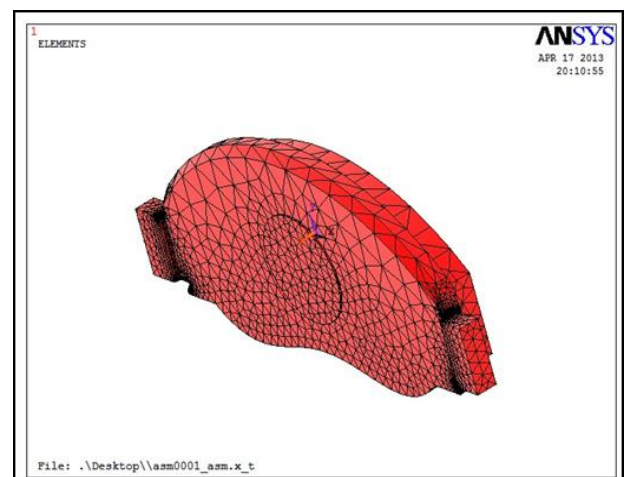 1
ELEMENTS
ANSYS
APR 17 2013
20:10:55
File: .\Desktop\\asm0001_asm.x_t